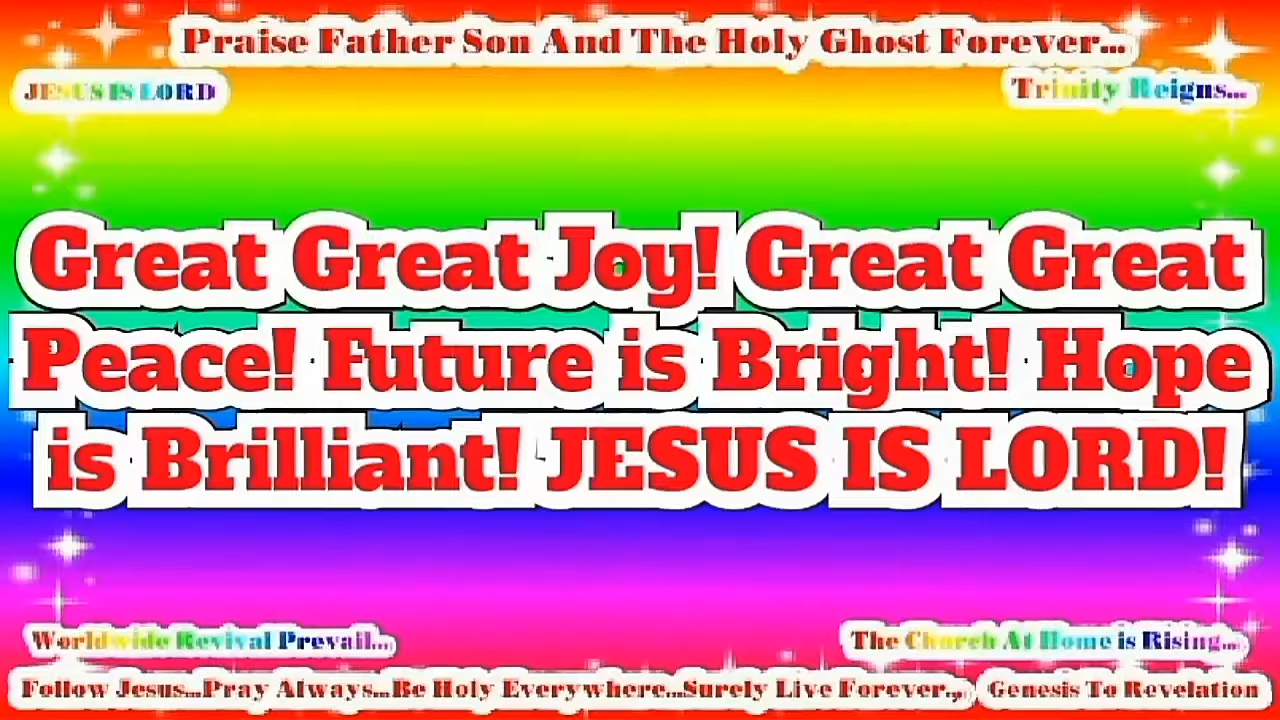 Praise Father Son And The Holy Ghost Forever...
JESUS IS LORD
Trinity Reigns...
Great Great Joy! Great Great
Peace! Future is Bright! Hope
is Brilliant! JESUS IS LORD!
Worldwide Revival Prevail...
The Church At Home is Rising...
Follow Jesus...Pray Always...Be Holy Everywhere...Surely Live Forever...
Genesis To Revelation